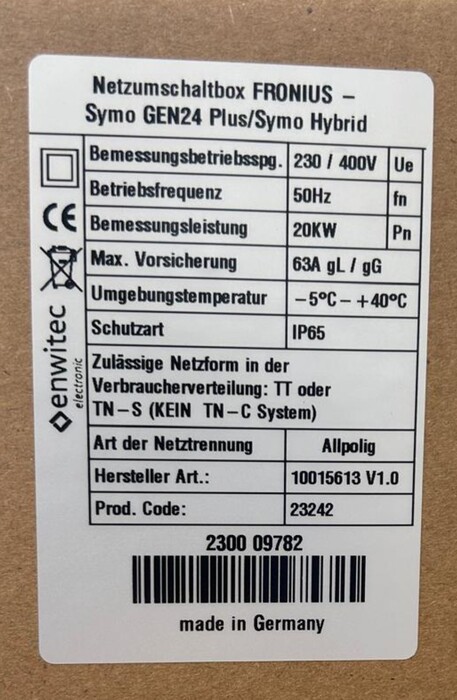 Netzumschaltbox FRONIUS –
Symo GEN24 Plus/Symo Hybrid
Bemessungsbetriebsspg. 230 / 400V Ue
Betriebsfrequenz 50Hz fn
Bemessungsleistung 20KW Pn
Max. Vorsicherung 63A gL / gG
Umgebungstemperatur –5°C – +40°C
Schutzart IP65
Zulässige Netzform in der
Verbraucherverteilung: TT oder
TN–S (KEIN TN–C System)
Art der Netztrennung Allpolig
Hersteller Art.: 10015613 V1.0
Prod. Code: 23242
CE
enwitec
electronic
2300 09782
made in Germany